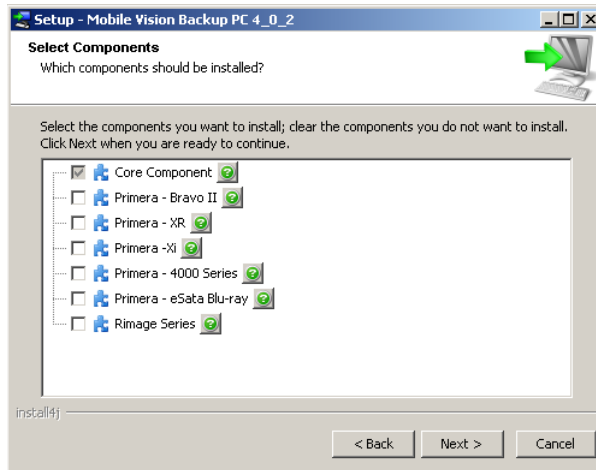 Setup - Mobile Vision Backup PC 4_0_2
Select Components
Which components should be installed?
Select the components you want to install; clear the components you do not want to install.
Click Next when you are ready to continue.
Core Component
Primera - Bravo II
Primera - XR
Primera -Xi
Primera - 4000 Series
Primera - eSata Blu-ray
Rimage Series
install4j
< Back Next > Cancel